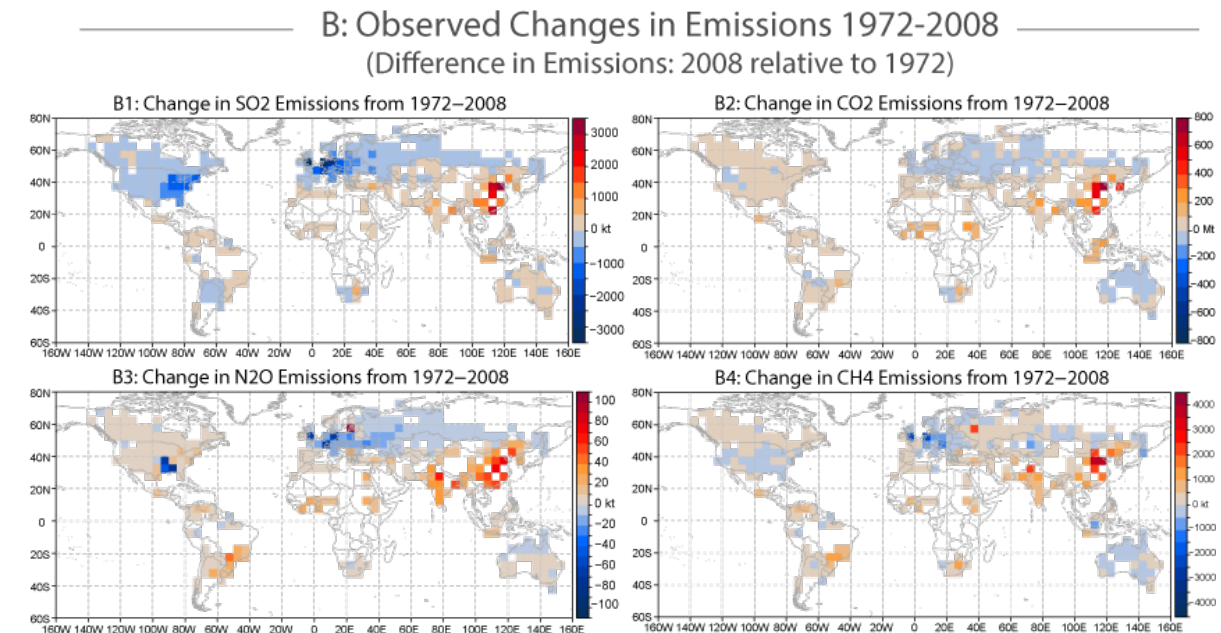 B: Observed Changes in Emissions 1972-2008
(Difference in Emissions: 2008 relative to 1972)
B1: Change in SO2 Emissions from 1972−2008
80N
60N
40N
20N
0
20S
40S
60S
160W 140W 120W 100W 80W 60W 40W 20W 0 20E 40E 60E 80E 100E 120E 140E 160E
3000
2000
1000
0 kt
−1000
−2000
−3000
B2: Change in CO2 Emissions from 1972−2008
80N
60N
40N
20N
0
20S
40S
60S
160W 140W 120W 100W 80W 60W 40W 20W 0 20E 40E 60E 80E 100E 120E 140E 160E
800
600
400
200
0 Mt
−200
−400
−600
−800
B3: Change in N2O Emissions from 1972−2008
80N
60N
40N
20N
0
20S
40S
60S
160W 140W 120W 100W 80W 60W 40W 20W 0 20E 40E 60E 80E 100E 120E 140E 160E
100
80
60
40
20
0 kt
−20
−40
−60
−80
−100
B4: Change in CH4 Emissions from 1972−2008
80N
60N
40N
20N
0
20S
40S
60S
160W 140W 120W 100W 80W 60W 40W 20W 0 20E 40E 60E 80E 100E 120E 140E 160E
4000
3000
2000
1000
0 kt
−1000
−2000
−3000
−4000